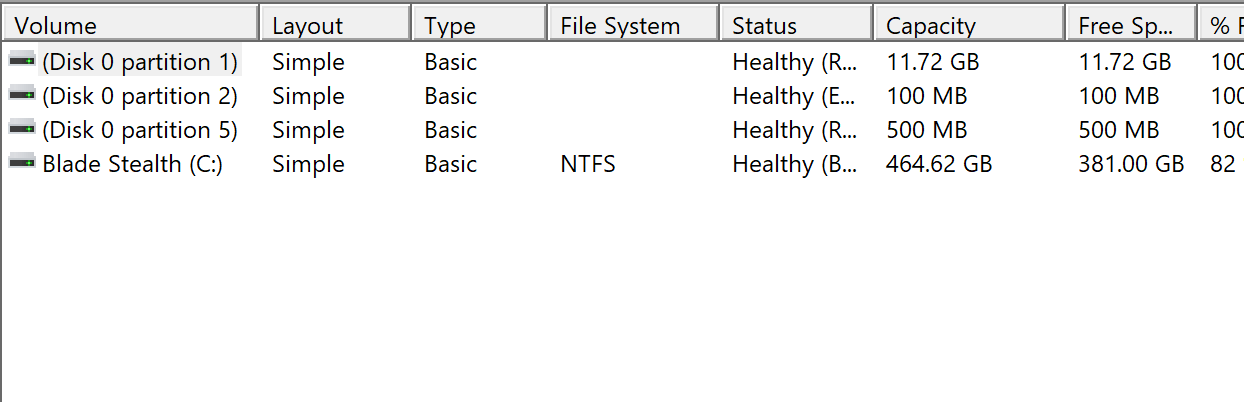 Volume Layout Type File System Status Capacity Free Sp... %
(Disk 0 partition 1) Simple Basic Healthy (R... 11.72 GB 11.72 GB 100
(Disk 0 partition 2) Simple Basic Healthy (E... 100 MB 100 MB 100
(Disk 0 partition 5) Simple Basic Healthy (R... 500 MB 500 MB 100
Blade Stealth (C:) Simple Basic NTFS Healthy (B... 464.62 GB 381.00 GB 82